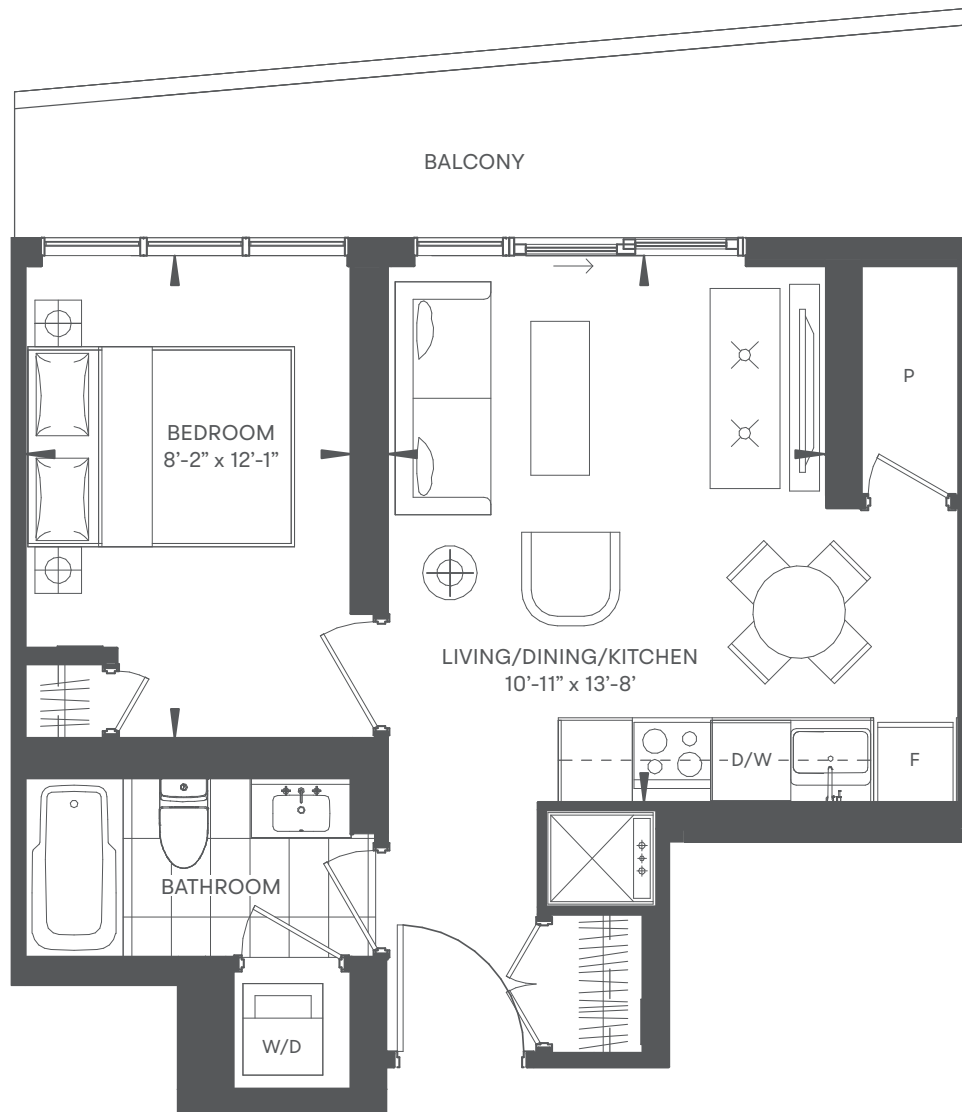 BALCONY
P
BEDROOM
8’-2” x 12’-1”
LIVING/DINING/KITCHEN
10’-11” x 13’-8’
D/W
F
BATHROOM
W/D